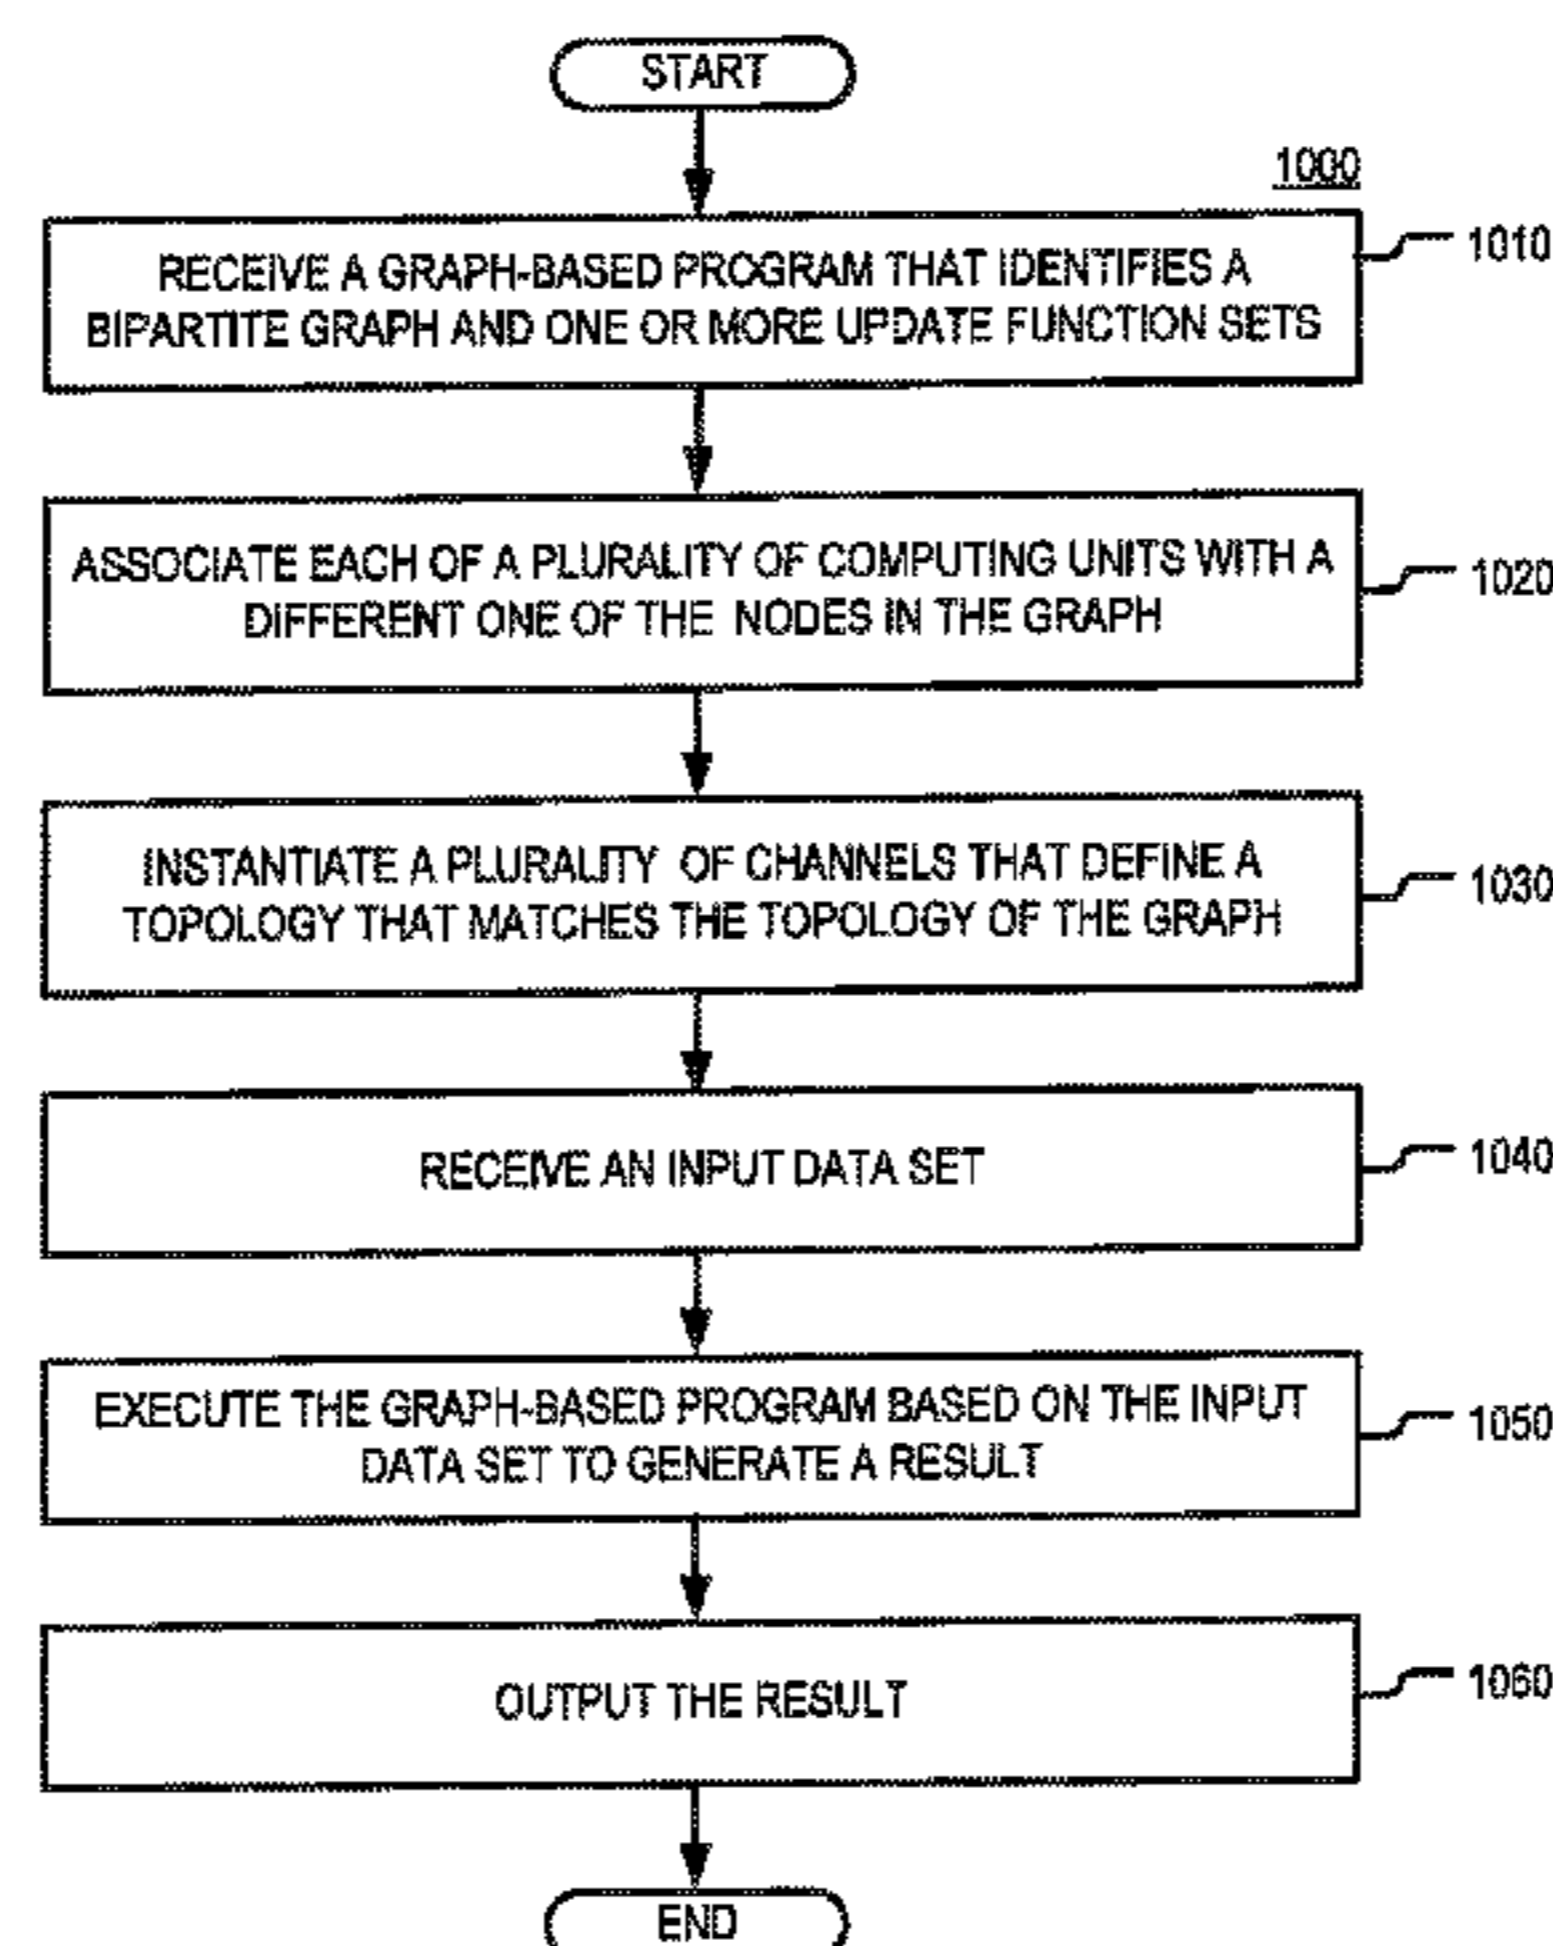 START
1000
RECEIVE A GRAPH-BASED PROGRAM THAT IDENTIFIES A
BIPARTITE GRAPH AND ONE OR MORE UPDATE FUNCTION SETS
1010
ASSOCIATE EACH OF A PLURALITY OF COMPUTING UNITS WITH A
DIFFERENT ONE OF THE NODES IN THE GRAPH
1020
INSTANTIATE A PLURALITY OF CHANNELS THAT DEFINE A
TOPOLOGY THAT MATCHES THE TOPOLOGY OF THE GRAPH
1030
RECEIVE AN INPUT DATA SET
1040
EXECUTE THE GRAPH-BASED PROGRAM BASED ON THE INPUT
DATA SET TO GENERATE A RESULT
1050
OUTPUT THE RESULT
1060
END